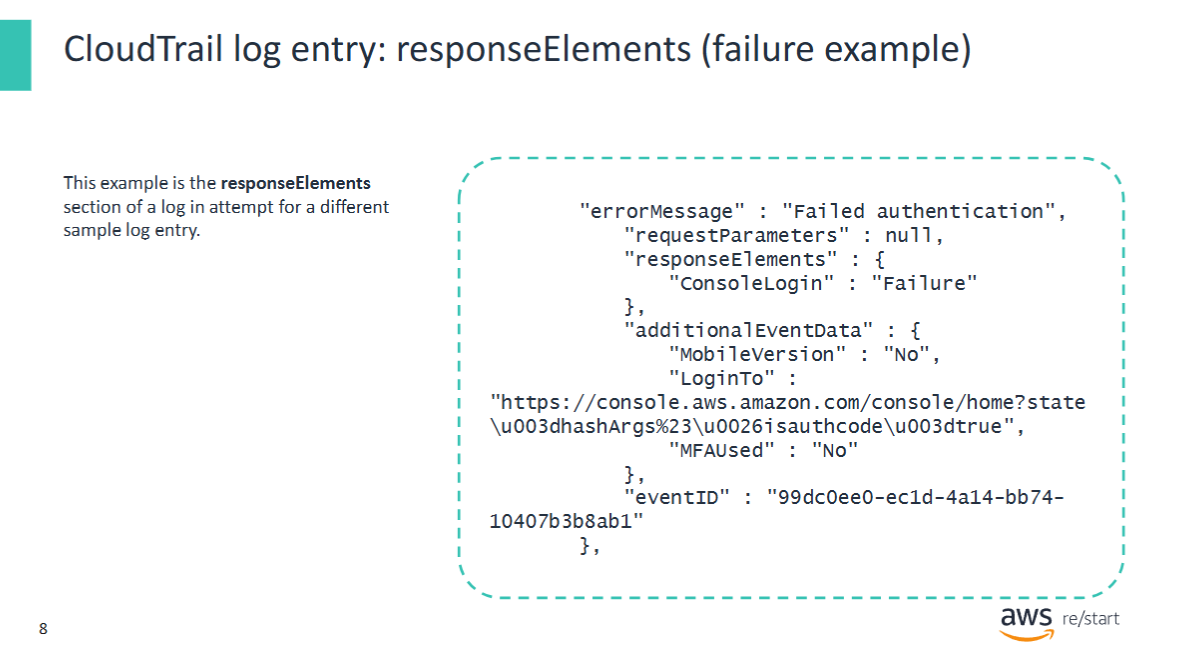 CloudTrail log entry: responseElements (failure example)
This example is the responseElements
section of a log in attempt for a different
sample log entry.
"errorMessage" : "Failed authentication",
"requestParameters" : null,
"responseElements" : {
"ConsoleLogin" : "Failure"
},
"additionalEventData" : {
"MobileVersion" : "No",
"LoginTo" :
"https://console.aws.amazon.com/console/home?state
\u003dhashArgs%23\u0026isauthcode\u003dtrue",
"MFAUsed" : "No"
},
"eventID" : "99dc0ee0-ec1d-4a14-bb74-
10407b3b8ab1"
},
8
aws re/start